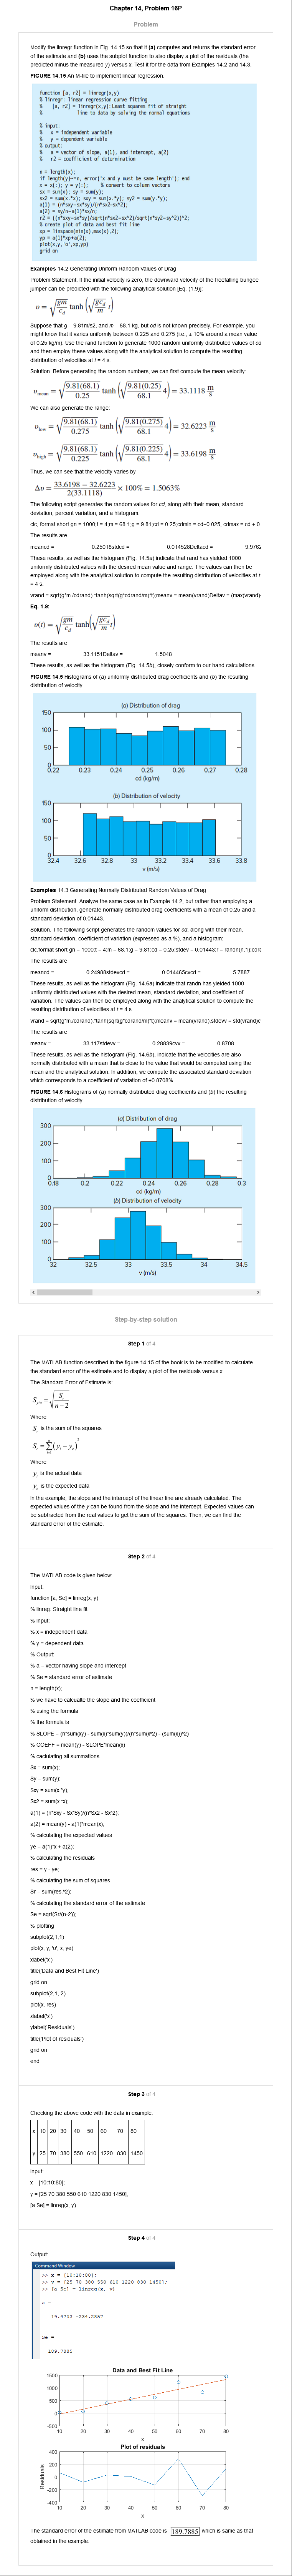 Chapter 14, Problem 16P
Problem
Modify the linregr function in Fig. 14.15 so that it (a) computes and returns the standard error
of the estimate and (b) uses the subplot function to also display a plot of the residuals (the
predicted minus the measured y) versus x. Test it for the data from Examples 14.2 and 14.3.
FIGURE 14.15 An M-file to implement linear regression.
function [a, r2] = linregr(x,y)
% linregr: linear regression curve fitting
% [a, r2] = linregr(x,y): Least squares fit of straight
% line to data by solving the normal equations
% input:
% x = independent variable
% y = dependent variable
% output:
% a = vector of slope, a(1), and intercept, a(2)
% r2 = coefficient of determination
n = length(x);
if length(y)~=n, error('x and y must be same length'); end
x = x(:); y = y(:); % convert to column vectors
sx = sum(x); sy = sum(y);
sx2 = sum(x.*x); sxy = sum(x.*y); sy2 = sum(y.*y);
a(1) = (n*sxy-sx*sy)/(n*sx2-sx^2);
a(2) = sy/n-a(1)*sx/n;
r2 = ((n*sxy-sx*sy)/sqrt(n*sx2-sx^2)/sqrt(n*sy2-sy^2))^2;
% create plot of data and best fit line
xp = linspace(min(x),max(x),2);
yp = a(1)*xp+a(2);
plot(x,y,'o',xp,yp)
grid on
Examples 14.2 Generating Uniform Random Values of Drag
Problem Statement. If the initial velocity is zero, the downward velocity of the freefalling bungee
jumper can be predicted with the following analytical solution [Eq. (1.9)]:
υ = √(gm/c_d) tanh (√(gc_d/m) t)
Suppose that g = 9.81m/s2, and m = 68.1 kg, but cd is not known precisely. For example, you
might know that it varies uniformly between 0.225 and 0.275 (i.e., a 10% around a mean value
of 0.25 kg/m). Use the rand function to generate 1000 random uniformly distributed values of cd
and then employ these values along with the analytical solution to compute the resulting
distribution of velocities at t = 4 s.
Solution: Before generating the random numbers, we can first compute the mean velocity:
υ_mean = √(9.81(68.1)/0.25) tanh (√(9.81(0.25)/68.1) 4) = 33.1118 m/s
We can also generate the range:
υ_low = √(9.81(68.1)/0.275) tanh (√(9.81(0.275)/68.1) 4) = 32.6223 m/s
υ_high = √(9.81(68.1)/0.225) tanh (√(9.81(0.225)/68.1) 4) = 33.6198 m/s
Thus, we can see that the velocity varies by
Δυ = (33.6198 − 32.6223)/(2(33.1118)) × 100% = 1.5063%
The following script generates the random values for cd, along with their mean, standard
deviation, percent variation, and a histogram:
clc, format short gn = 1000;t = 4;m = 68.1;g = 9.81;cd = 0.25;cdmin = cd−0.025, cdmax = cd + 0.
The results are
meancd = 0.25018stdcd = 0.014528Deltacd = 9.9762
These results, as well as the histogram (Fig. 14.5a) indicate that rand has yielded 1000
uniformly distributed values with the desired mean value and range. The values can then be
employed along with the analytical solution to compute the resulting distribution of velocities at t
= 4 s.
vrand = sqrt(g*m./cdrand).*tanh(sqrt(g*cdrand/m)*t);meanv = mean(vrand)Deltav = (max(vrand)-
Eq. 1.9:
υ(t) = √(gm/c_d) tanh(√(gc_d/m) t)
The results are
meanv = 33.1151Deltav = 1.5048
These results, as well as the histogram (Fig. 14.5b), closely conform to our hand calculations.
FIGURE 14.5 Histograms of (a) uniformly distributed drag coefficients and (b) the resulting
distribution of velocity.
(a) Distribution of drag
150
100
50
0
0.22 0.23 0.24 0.25 0.26 0.27 0.28
cd (kg/m)
(b) Distribution of velocity
150
100
50
0
32.4 32.6 32.8 33 33.2 33.4 33.6 33.8
v (m/s)
Examples 14.3 Generating Normally Distributed Random Values of Drag
Problem Statement. Analyze the same case as in Example 14.2, but rather than employing a
uniform distribution, generate normally distributed drag coefficients with a mean of 0.25 and a
standard deviation of 0.01443.
Solution. The following script generates the random values for cd, along with their mean,
standard deviation, coefficient of variation (expressed as a %), and a histogram:
clc,format short gn = 1000;t = 4;m = 68.1;g = 9.81;cd = 0.25;stdev = 0.01443;r = randn(n,1);cdra
The results are
meancd = 0.24988stdevcd = 0.014465cvcd = 5.7887
These results, as well as the histogram (Fig. 14.6a) indicate that randn has yielded 1000
uniformly distributed values with the desired mean, standard deviation, and coefficient of
variation. The values can then be employed along with the analytical solution to compute the
resulting distribution of velocities at t = 4 s.
vrand = sqrt(g*m./cdrand).*tanh(sqrt(g*cdrand/m)*t);meanv = mean(vrand),stdevv = std(vrand)c
The results are
meanv = 33.117stdevv = 0.28839cvv = 0.8708
These results, as well as the histogram (Fig. 14.6b), indicate that the velocities are also
normally distributed with a mean that is close to the value that would be computed using the
mean and the analytical solution. In addition, we compute the associated standard deviation
which corresponds to a coefficient of variation of ±0.8708%.
FIGURE 14.6 Histograms of (a) normally distributed drag coefficients and (b) the resulting
distribution of velocity.
(a) Distribution of drag
300
200
100
0
0.18 0.2 0.22 0.24 0.26 0.28 0.3
cd (kg/m)
(b) Distribution of velocity
300
200
100
0
32 32.5 33 33.5 34 34.5
v (m/s)
Step-by-step solution
Step 1 of 4
The MATLAB function described in the figure 14.15 of the book is to be modified to calculate
the standard error of the estimate and to display a plot of the residuals versus x.
The Standard Error of Estimate is:
S_y/x = √(S_r/(n−2))
Where
S_r is the sum of the squares
S_r = Σ(y_i − y_e)²
Where
y_i is the actual data
y_e is the expected data
In the example, the slope and the intercept of the linear line are already calculated. The
expected values of the y can be found from the slope and the intercept. Expected values can
be subtracted from the real values to get the sum of the squares. Then, we can find the
standard error of the estimate.
Step 2 of 4
The MATLAB code is given below:
Input:
function [a, Se] = linreg(x, y)
% linreg: Straight line fit
% Input:
% x = independent data
% y = dependent data
% Output:
% a = vector having slope and intercept
% Se = standard error of estimate
n = length(x);
% we have to calcualte the slope and the coefficient
% using the formula
% the formula is
% SLOPE = (n*sum(xy) - sum(x)*sum(y))/(n*sum(x^2) - (sum(x))^2)
% COEFF = mean(y) - SLOPE*mean(x)
% caclulating all summations
Sx = sum(x);
Sy = sum(y);
Sxy = sum(x.*y);
Sx2 = sum(x.*x);
a(1) = (n*Sxy - Sx*Sy)/(n*Sx2 - Sx^2);
a(2) = mean(y) - a(1)*mean(x);
% calculating the expected values
ye = a(1)*x + a(2);
% calculating the residuals
res = y - ye;
% calculating the sum of squares
Sr = sum(res.^2);
% calculating the standard error of the estimate
Se = sqrt(Sr/(n-2));
% plotting
subplot(2,1,1)
plot(x, y, 'o', x, ye)
xlabel('x')
title('Data and Best Fit Line')
grid on
subplot(2,1, 2)
plot(x, res)
xlabel('x')
ylabel('Residuals')
title('Plot of residuals')
grid on
end
Step 3 of 4
Checking the above code with the data in example.
x 10 20 30 40 50 60 70 80
y 25 70 380 550 610 1220 830 1450
Input:
x = [10:10:80];
y = [25 70 380 550 610 1220 830 1450];
[a Se] = linreg(x, y)
Step 4 of 4
Output:
Command Window
>> x = [10:10:80];
>> y = [25 70 380 550 610 1220 830 1450];
>> [a Se] = linreg(x, y)
a =
19.4702 -234.2857
Se =
189.7885
Data and Best Fit Line
1500
1000
500
0
-500
10 20 30 40 50 60 70 80
x
Plot of residuals
400
200
0
-200
-400
Residuals
10 20 30 40 50 60 70 80
x
The standard error of the estimate from MATLAB code is 189.7885 which is same as that
obtained in the example.